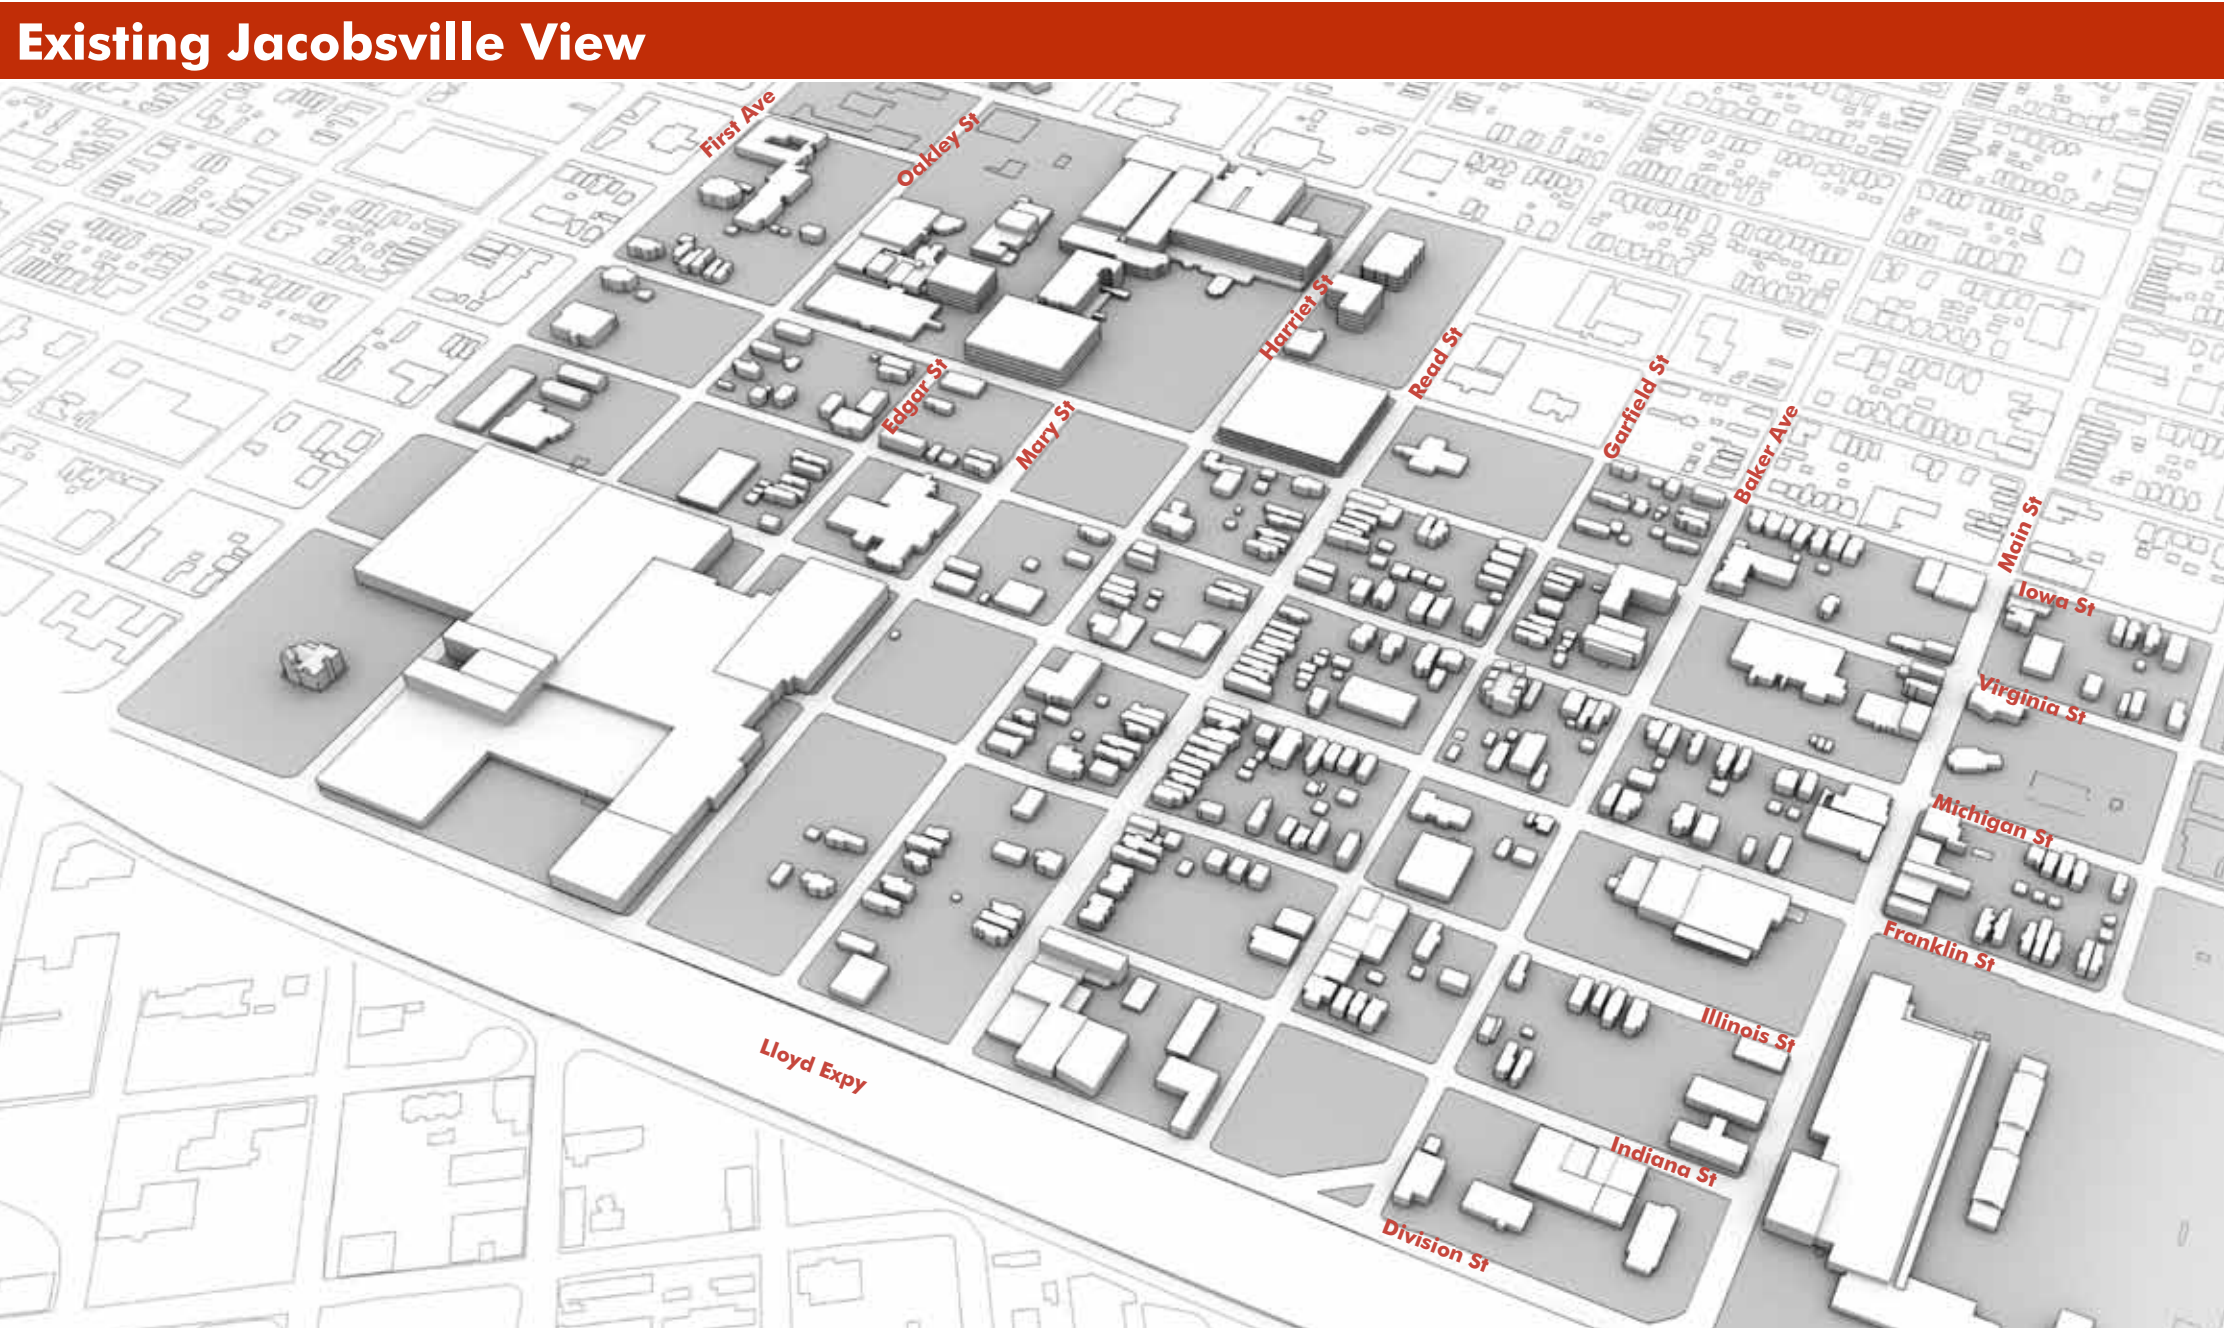 Existing Jacobsville View
First Ave
Oakley St
Harriet St
Read St
Edgar St
Mary St
Garfield St
Baker Ave
Main St
Iowa St
Virginia St
Michigan St
Franklin St
Illinois St
Lloyd Expy
Indiana St
Division St